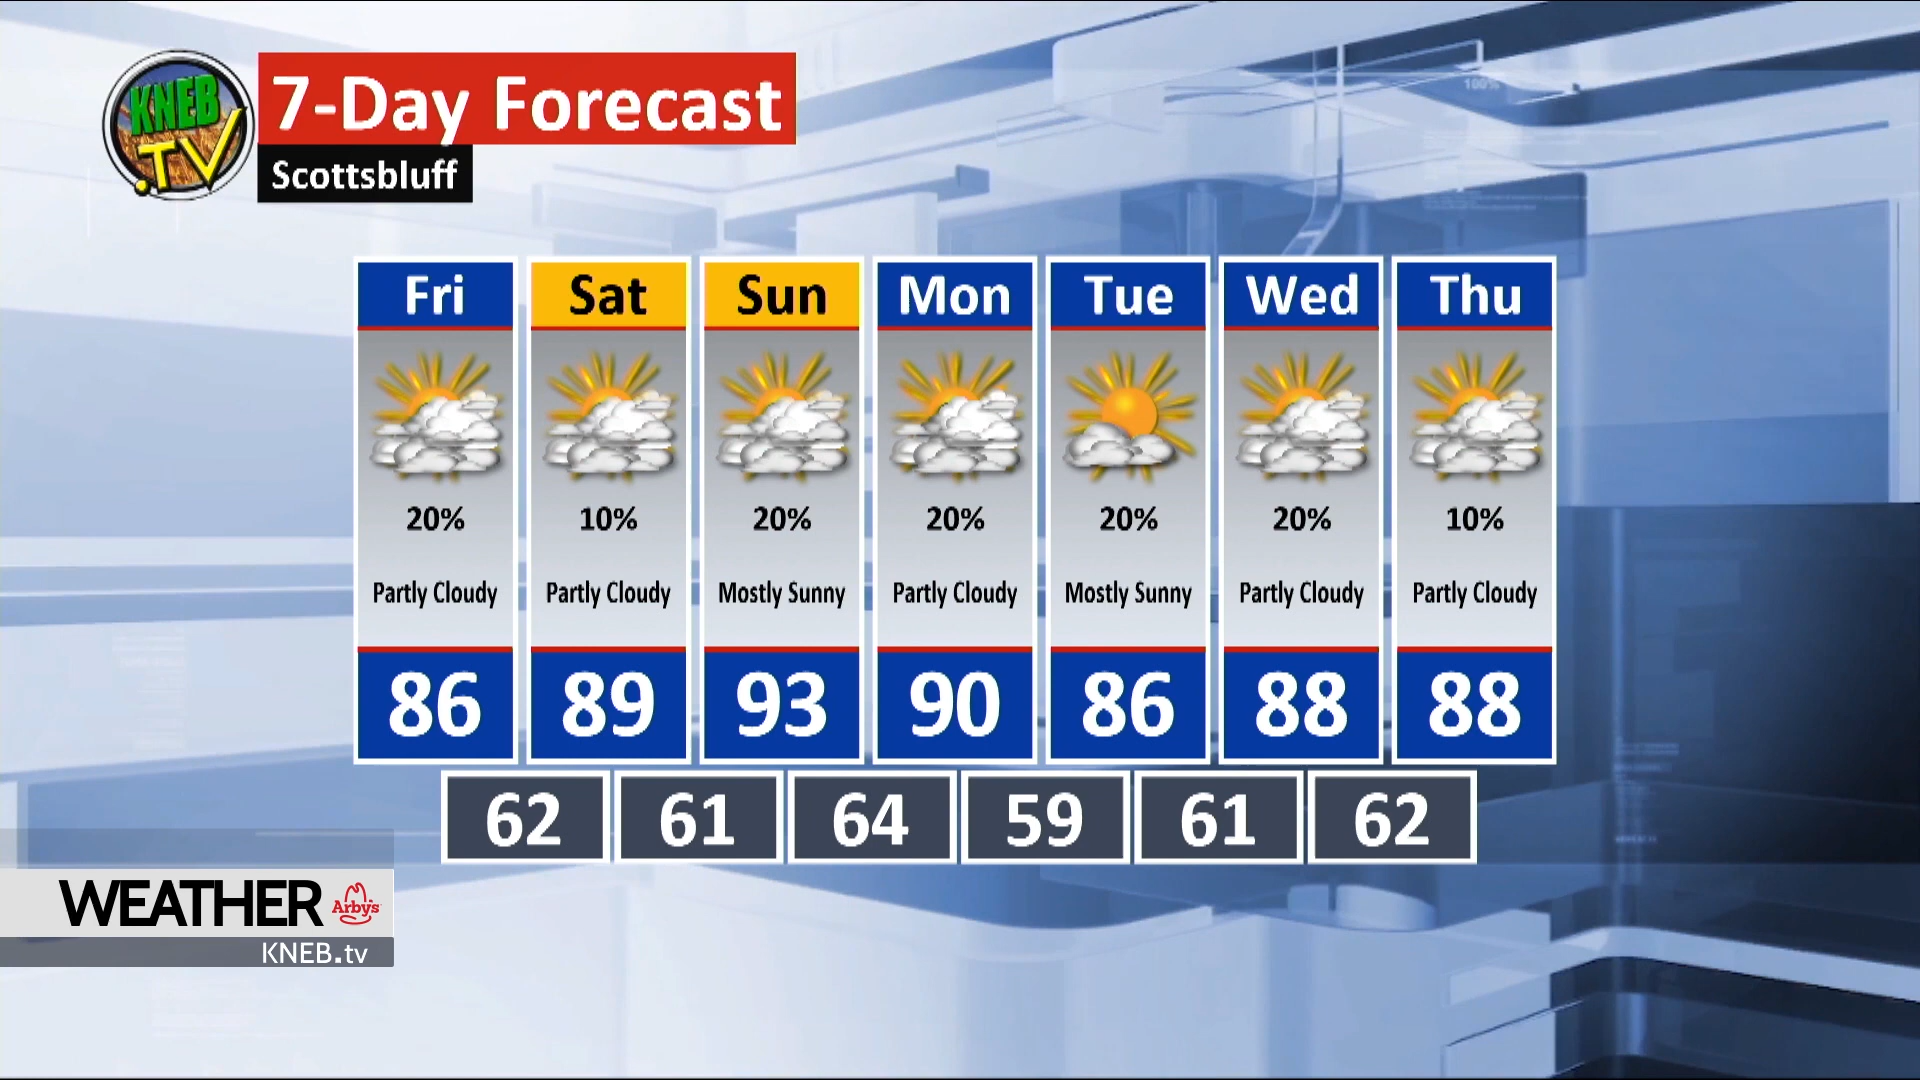 KNEB
.TV
7-Day Forecast
Scottsbluff
Fri Sat Sun Mon Tue Wed Thu
20% 10% 20% 20% 20% 20% 10%
Partly Cloudy Partly Cloudy Mostly Sunny Partly Cloudy Mostly Sunny Partly Cloudy Partly Cloudy
86 89 93 90 86 88 88
62 61 64 59 61 62
WEATHER Arby's
KNEB.tv
100%